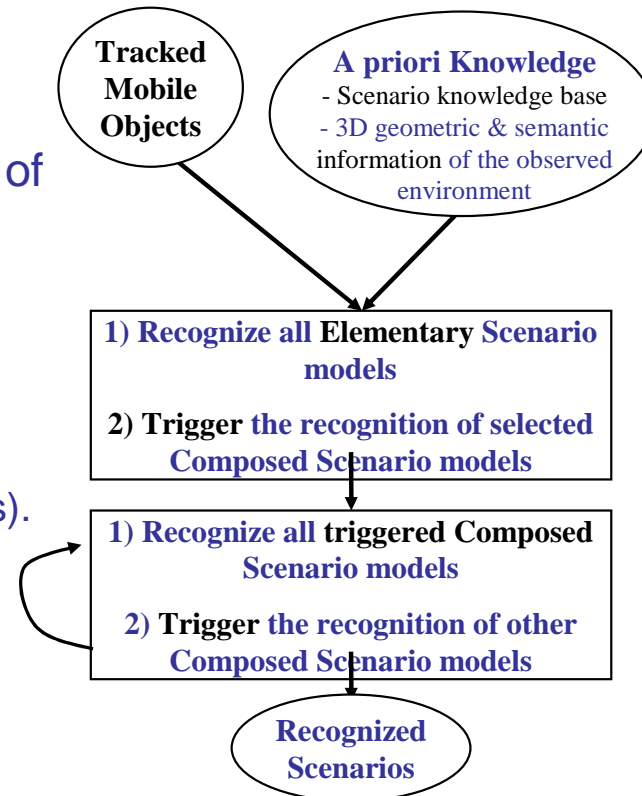 Tracked
Mobile
Objects
A priori Knowledge
- Scenario knowledge base
- 3D geometric & semantic
information of the observed
environment
of
1) Recognize all Elementary Scenario
models
2) Trigger the recognition of selected
Composed Scenario models
s).
1) Recognize all triggered Composed
Scenario models
2) Trigger the recognition of other
Composed Scenario models
Recognized
Scenarios